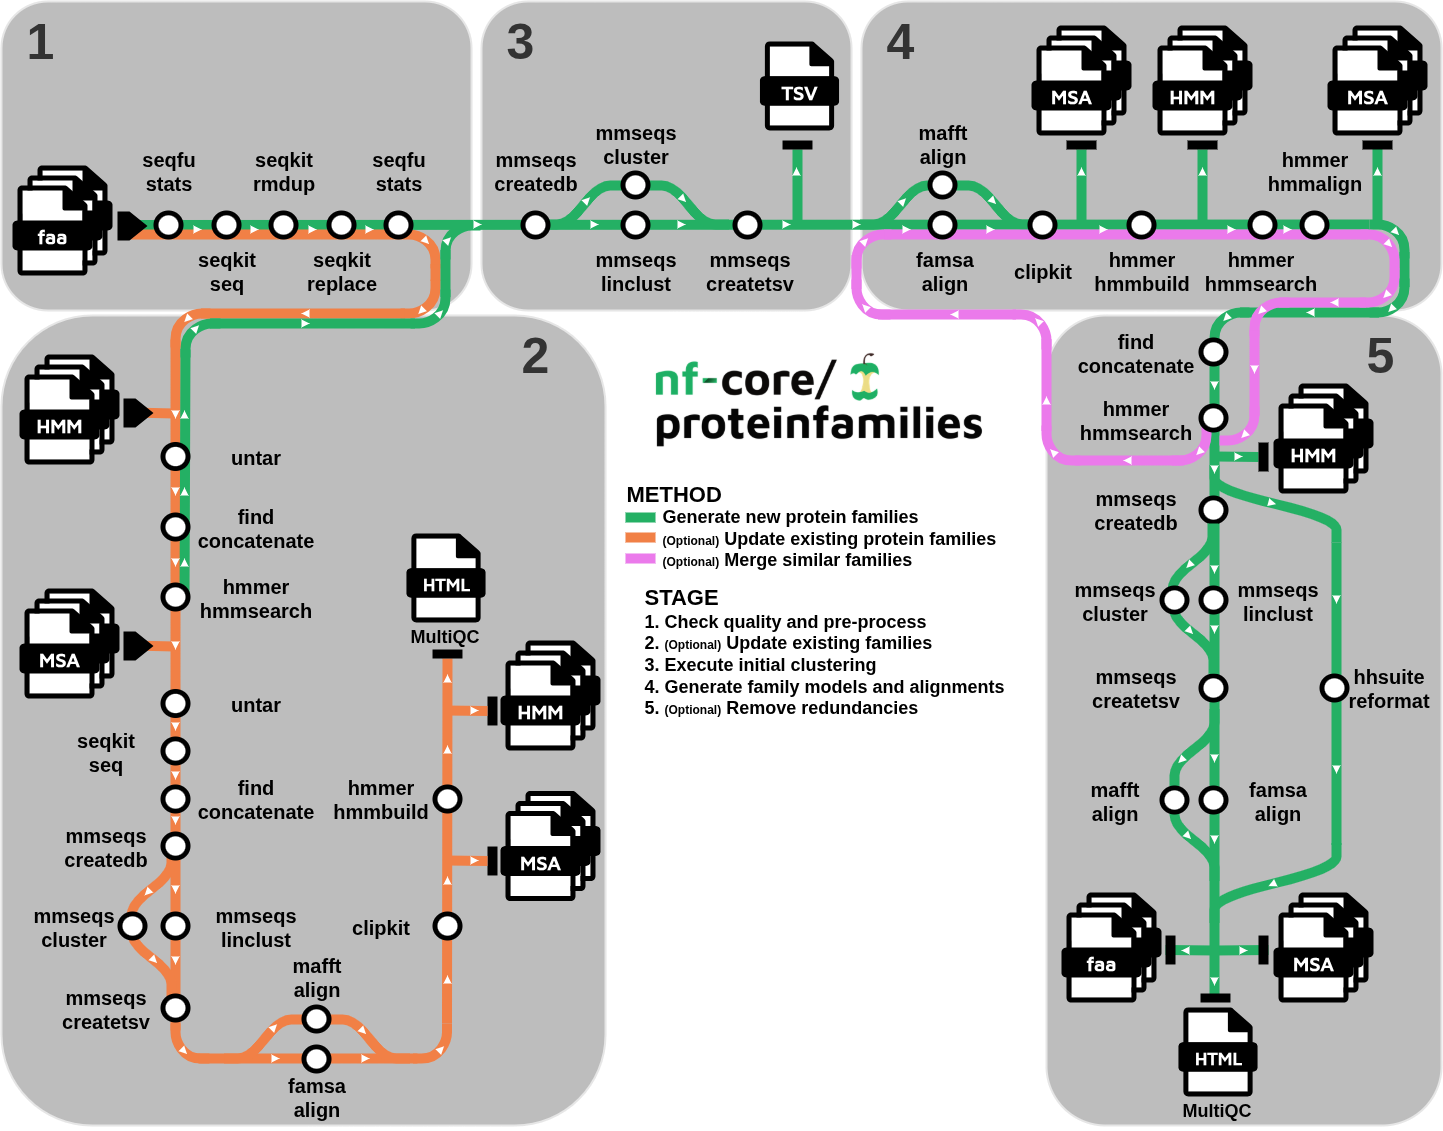 1
faa
seqfu
stats
seqkit
seq
seqkit
rmdup
seqkit
replace
seqfu
stats
3
mmseqs
createdb
mmseqs
cluster
mmseqs
linclust
mmseqs
createtsv
TSV
4
mafft
align
famsa
align
clipkit
MSA
hmmer
hmmbuild
HMM
hmmer
hmmsearch
hmmer
hmmalign
MSA
2
HMM
untar
find
concatenate
hmmer
hmmsearch
MSA
untar
seqkit
seq
find
concatenate
mmseqs
createdb
mmseqs
cluster
mmseqs
linclust
mmseqs
createtsv
mafft
align
famsa
align
clipkit
MSA
hmmer
hmmbuild
HMM
HTML
MultiQC
nf-core/
proteinfamilies
METHOD
Generate new protein families
(Optional) Update existing protein families
(Optional) Merge similar families
STAGE
1. Check quality and pre-process
2. (Optional) Update existing families
3. Execute initial clustering
4. Generate family models and alignments
5. (Optional) Remove redundancies
5
find
concatenate
hmmer
hmmsearch
HMM
mmseqs
createdb
mmseqs
cluster
mmseqs
linclust
mmseqs
createtsv
hhsuite
reformat
mafft
align
famsa
align
faa
MSA
HTML
MultiQC